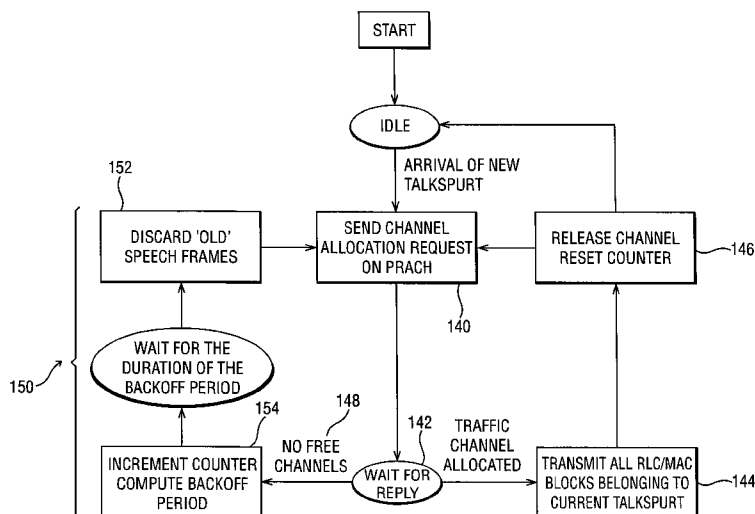 START
IDLE
ARRIVAL OF NEW
TALKSPURT
152
DISCARD 'OLD'
SPEECH FRAMES
SEND CHANNEL
ALLOCATION REQUEST
ON PRACH
140
RELEASE CHANNEL
RESET COUNTER
146
150
WAIT FOR THE
DURATION OF THE
BACKOFF PERIOD
154
INCREMENT COUNTER
COMPUTE BACKOFF
PERIOD
148
NO FREE
CHANNELS
142
WAIT FOR
REPLY
TRAFFIC
CHANNEL
ALLOCATED
TRANSMIT ALL RLC/MAC
BLOCKS BELONGING TO
CURRENT TALKSPURT
144